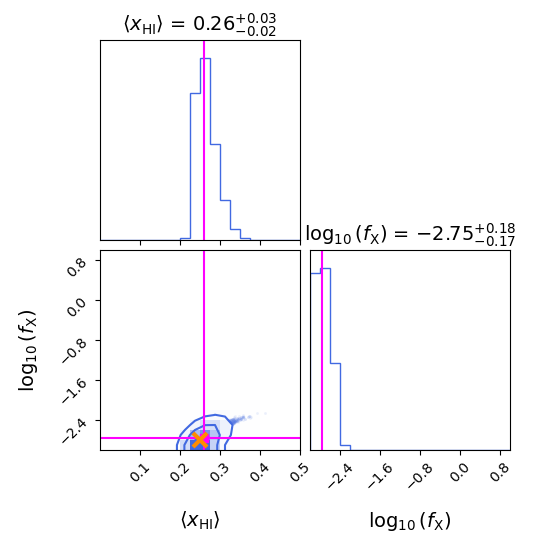 ⟨x_HI⟩ = 0.26^{+0.03}_{−0.02}
log₁₀(f_X) = −2.75^{+0.18}_{−0.17}
log₁₀(f_X)
0.8
0.0
−0.8
−1.6
−2.4
0.1 0.2 0.3 0.4 0.5
−2.4 −1.6 −0.8 0.0 0.8
⟨x_HI⟩
log₁₀(f_X)